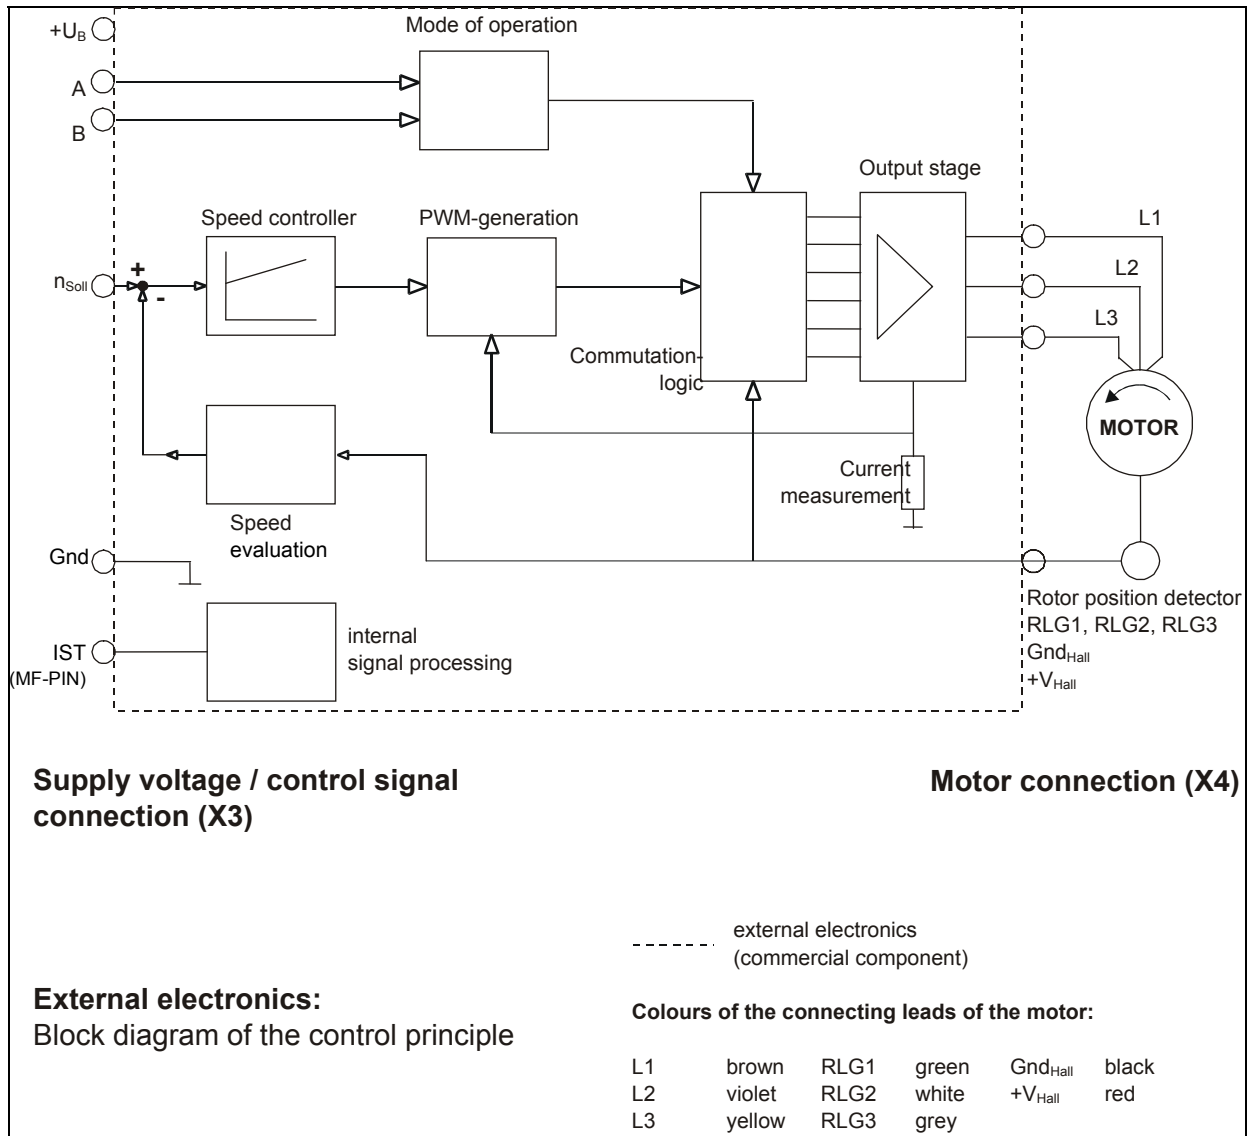 +UB
Mode of operation
A
B
Output stage
Speed controller
PWM-generation
L1
+
nSoll
-
L2
L3
Commutation-
logic
MOTOR
Current
measurement
Speed
evaluation
Gnd
Rotor position detector
RLG1, RLG2, RLG3
GndHall
+VHall
internal
signal processing
IST
(MF-PIN)
Supply voltage / control signal
connection (X3)
Motor connection (X4)
external electronics
(commercial component)
External electronics:
Block diagram of the control principle
Colours of the connecting leads of the motor:
L1 brown RLG1 green GndHall black
L2 violet RLG2 white +VHall red
L3 yellow RLG3 grey